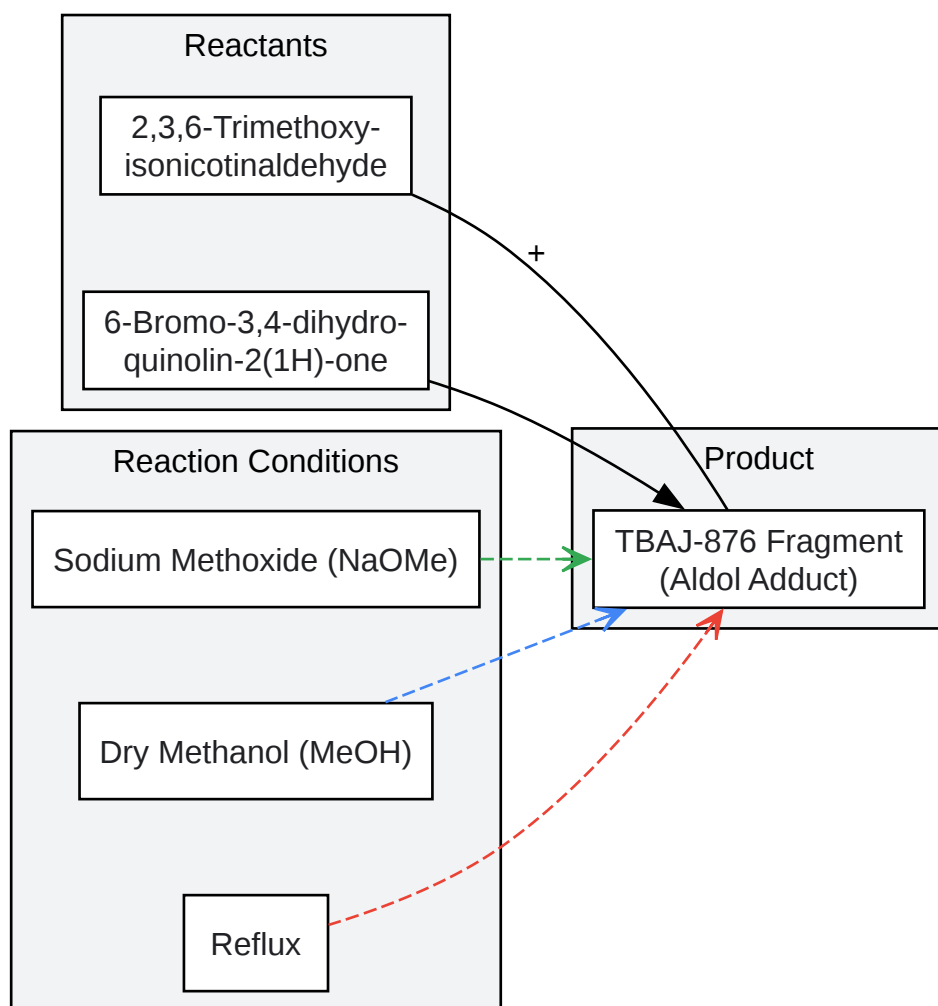 Reactants
2,3,6-Trimethoxy-
isonicotinaldehyde
+
6-Bromo-3,4-dihydro-
quinolin-2(1H)-one
Reaction Conditions
Product
Sodium Methoxide (NaOMe)
TBAJ-876 Fragment
(Aldol Adduct)
Dry Methanol (MeOH)
Reflux